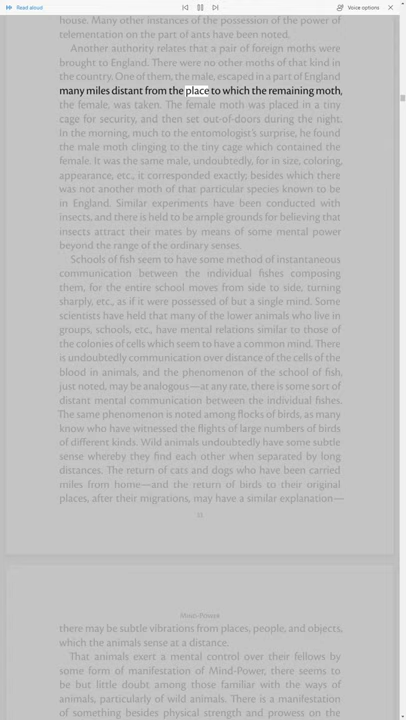 Read aloud
Voice options
house. Many other instances of the possession of the power of
telementation on the part of ants have been noted.
Another authority relates that a pair of foreign moths were
brought to England. There were no other moths of that kind in
the country. One of them, the male, escaped in a part of England
many miles distant from the place to which the remaining moth,
the female, was taken. The female moth was placed in a tiny
cage for security, and then set out-of-doors during the night.
In the morning, much to the entomologist's surprise, he found
the male moth clinging to the tiny cage which contained the
female. It was the same male, undoubtedly, for in size, coloring,
appearance, etc., it corresponded exactly; besides which there
was not another moth of that particular species known to be
in England. Similar experiments have been conducted with
insects, and there is held to be ample grounds for believing that
insects attract their mates by means of some mental power
beyond the range of the ordinary senses.
Schools of fish seem to have some method of instantaneous
communication between the individual fishes composing
them, for the entire school moves from side to side, turning
sharply, etc., as if it were possessed of but a single mind. Some
scientists have held that many of the lower animals who live in
groups, schools, etc., have mental relations similar to those of
the colonies of cells which seem to have a common mind. There
is undoubtedly communication over distance of the cells of the
blood in animals, and the phenomenon of the school of fish,
just noted, may be analogous—at any rate, there is some sort of
distant mental communication between the individual fishes.
The same phenomenon is noted among flocks of birds, as many
know who have witnessed the flights of large numbers of birds
of different kinds. Wild animals undoubtedly have some subtle
sense whereby they find each other when separated by long
distances. The return of cats and dogs who have been carried
miles from home—and the return of birds to their original
places, after their migrations, may have a similar explanation—
Mind-Power
there may be subtle vibrations from places, people, and objects,
which the animals sense at a distance.
That animals exert a mental control over their fellows by
some form of manifestation of Mind-Power, there seems to
be but little doubt among those familiar with the ways of
animals, particularly of wild animals. There is a manifestation
of something besides physical strength and prowess on the